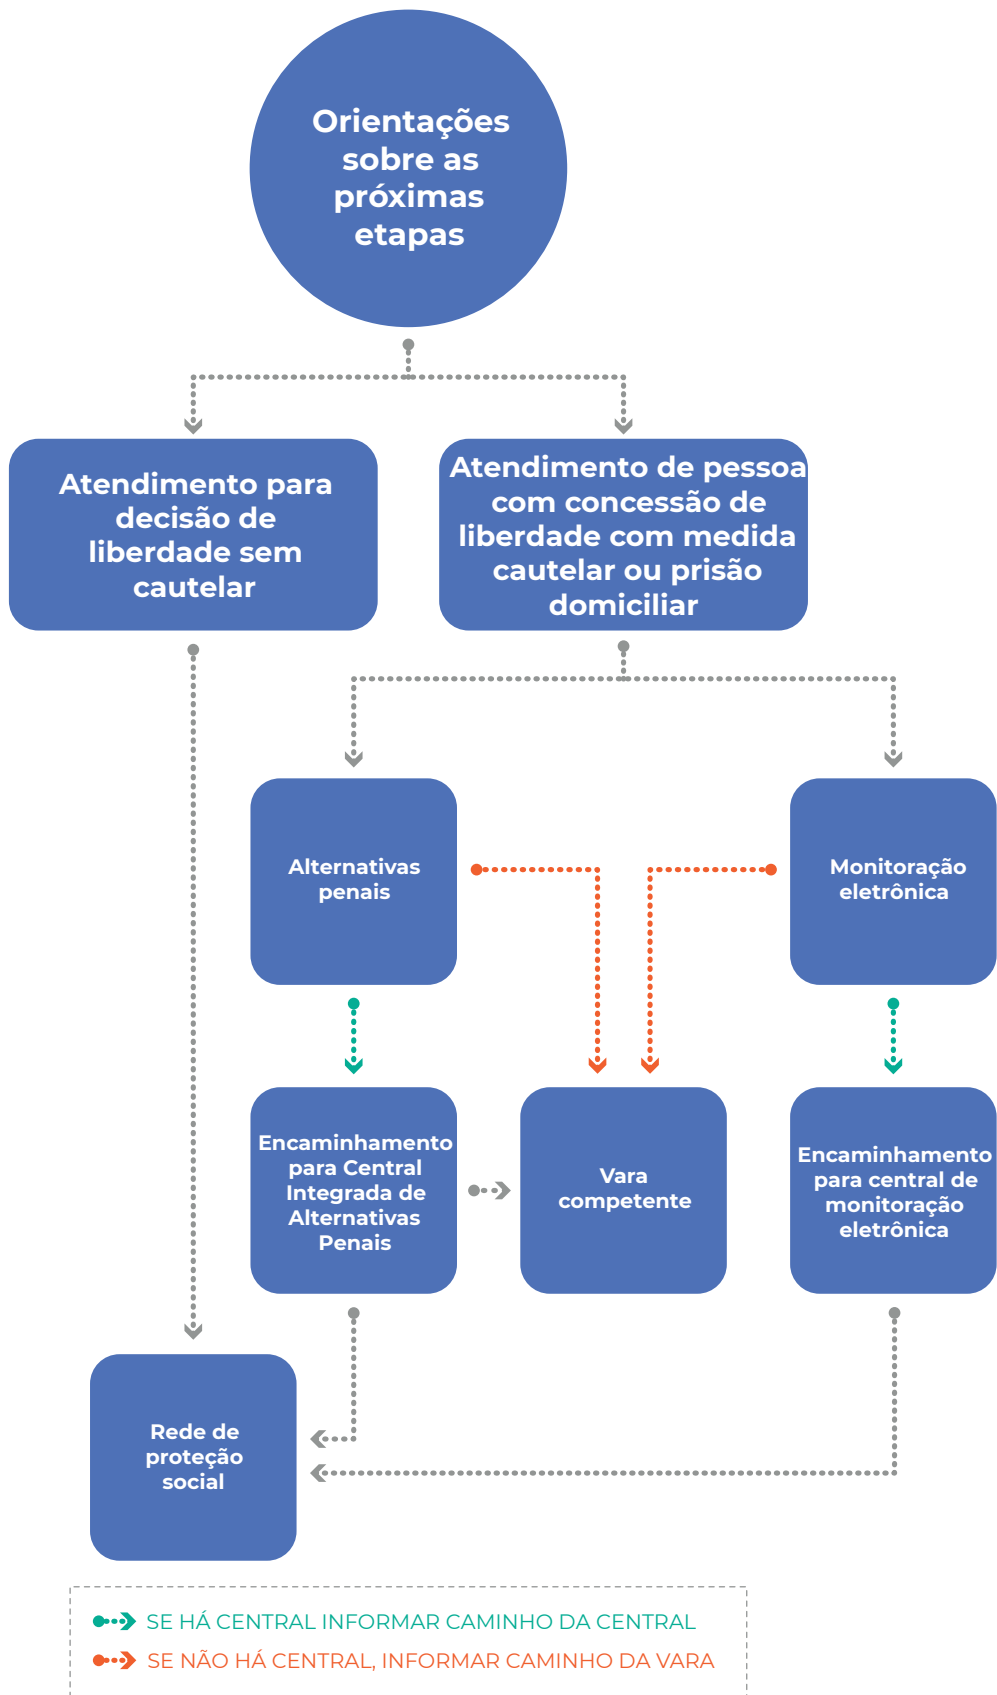 Orientações
sobre as
próximas
etapas
Atendimento para
decisão de
liberdade sem
cautelar
Atendimento de pessoa
com concessão de
liberdade com medida
cautelar ou prisão
domiciliar
Alternativas
penais
Monitoração
eletrônica
Encaminhamento
para Central
Integrada de
Alternativas
Penais
Vara
competente
Encaminhamento
para central de
monitoração
eletrônica
Rede de
proteção
social
SE HÁ CENTRAL INFORMAR CAMINHO DA CENTRAL
SE NÃO HÁ CENTRAL, INFORMAR CAMINHO DA VARA